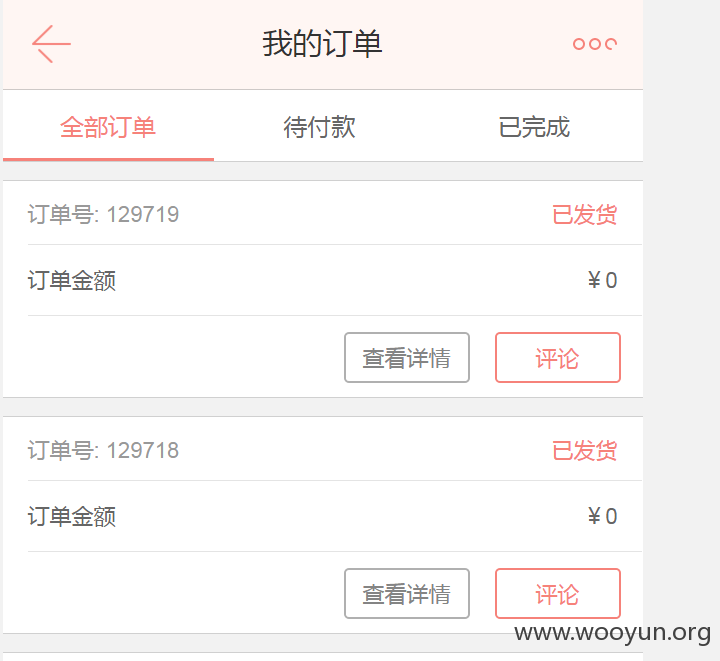 我的订单
全部订单 待付款 已完成
订单号: 129719 已发货
订单金额 ¥0
查看详情 评论
订单号: 129718 已发货
订单金额 ¥0
查看详情 评论
www.wooyun.org